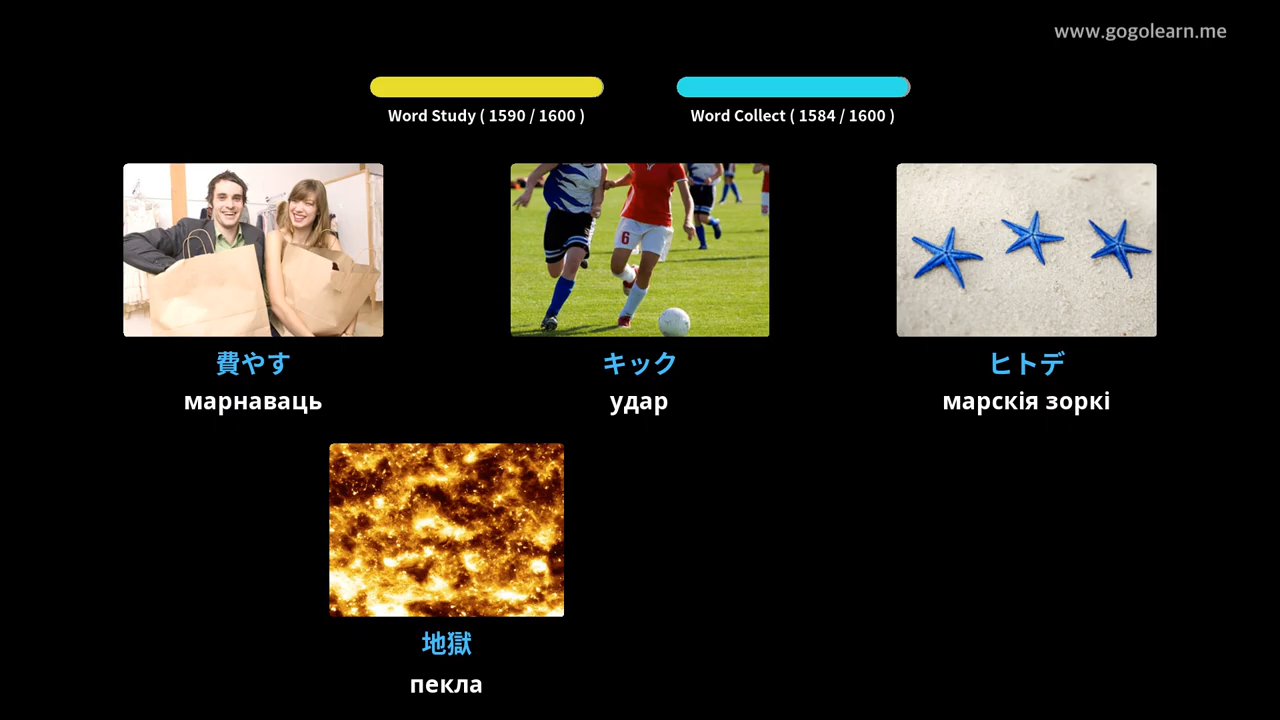 www.gogolearn.me
Word Study ( 1590 / 1600 )
Word Collect ( 1584 / 1600 )
費やす
キック
ヒトデ
марнаваць
удар
марскія зоркі
地獄
пекла